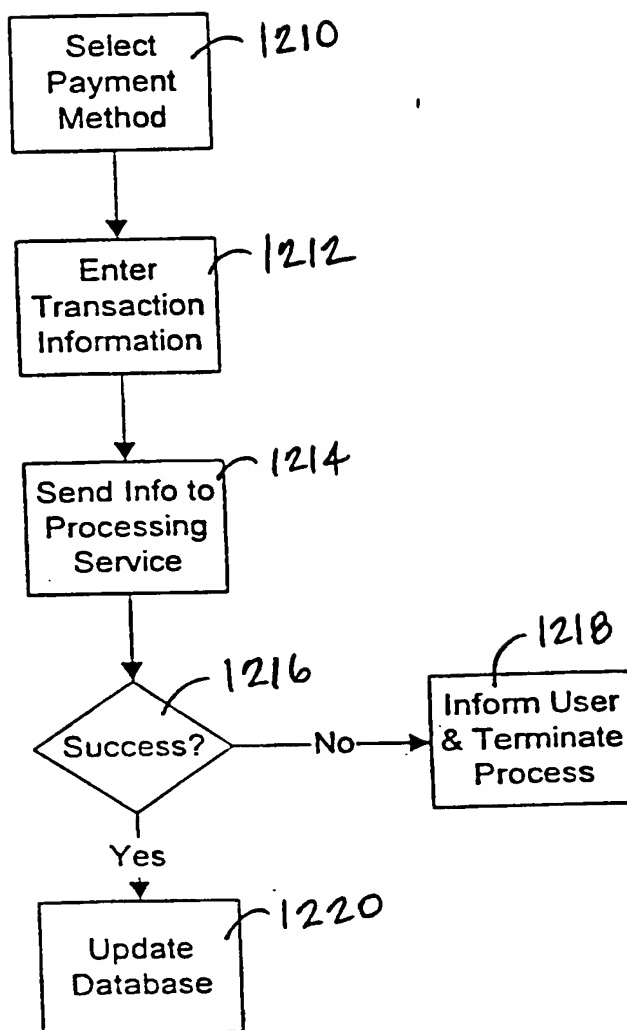 Select
Payment
Method
1210
Enter
Transaction
Information
1212
Send Info to
Processing
Service
1214
Success?
1216
No
Inform User
& Terminate
Process
1218
Yes
Update
Database
1220